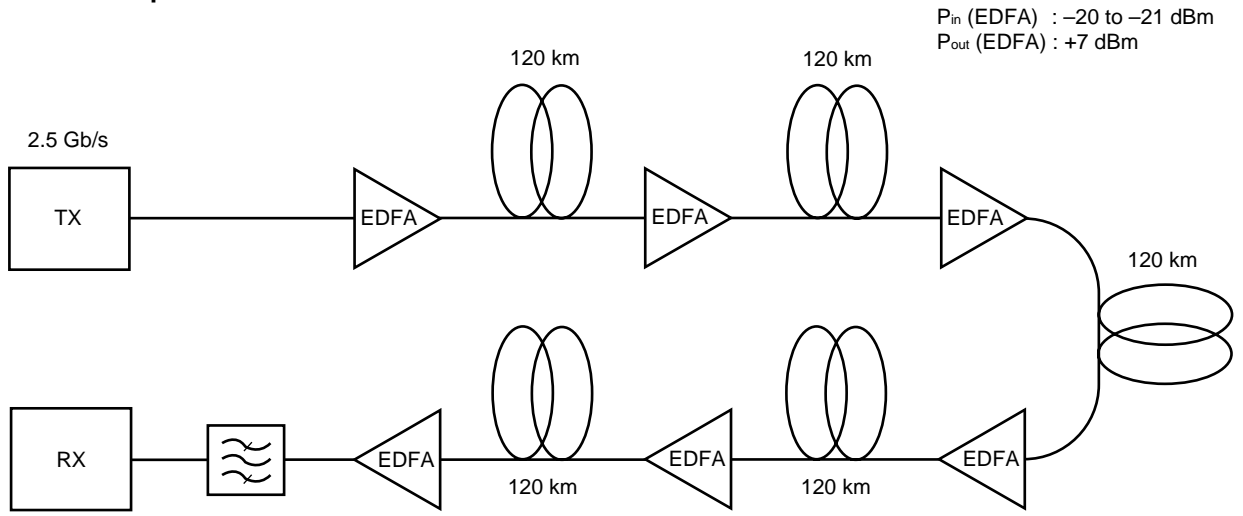 Pin (EDFA) : –20 to –21 dBm
Pout (EDFA) : +7 dBm
120 km
120 km
2.5 Gb/s
TX
EDFA
EDFA
EDFA
120 km
RX
EDFA
EDFA
EDFA
120 km
120 km